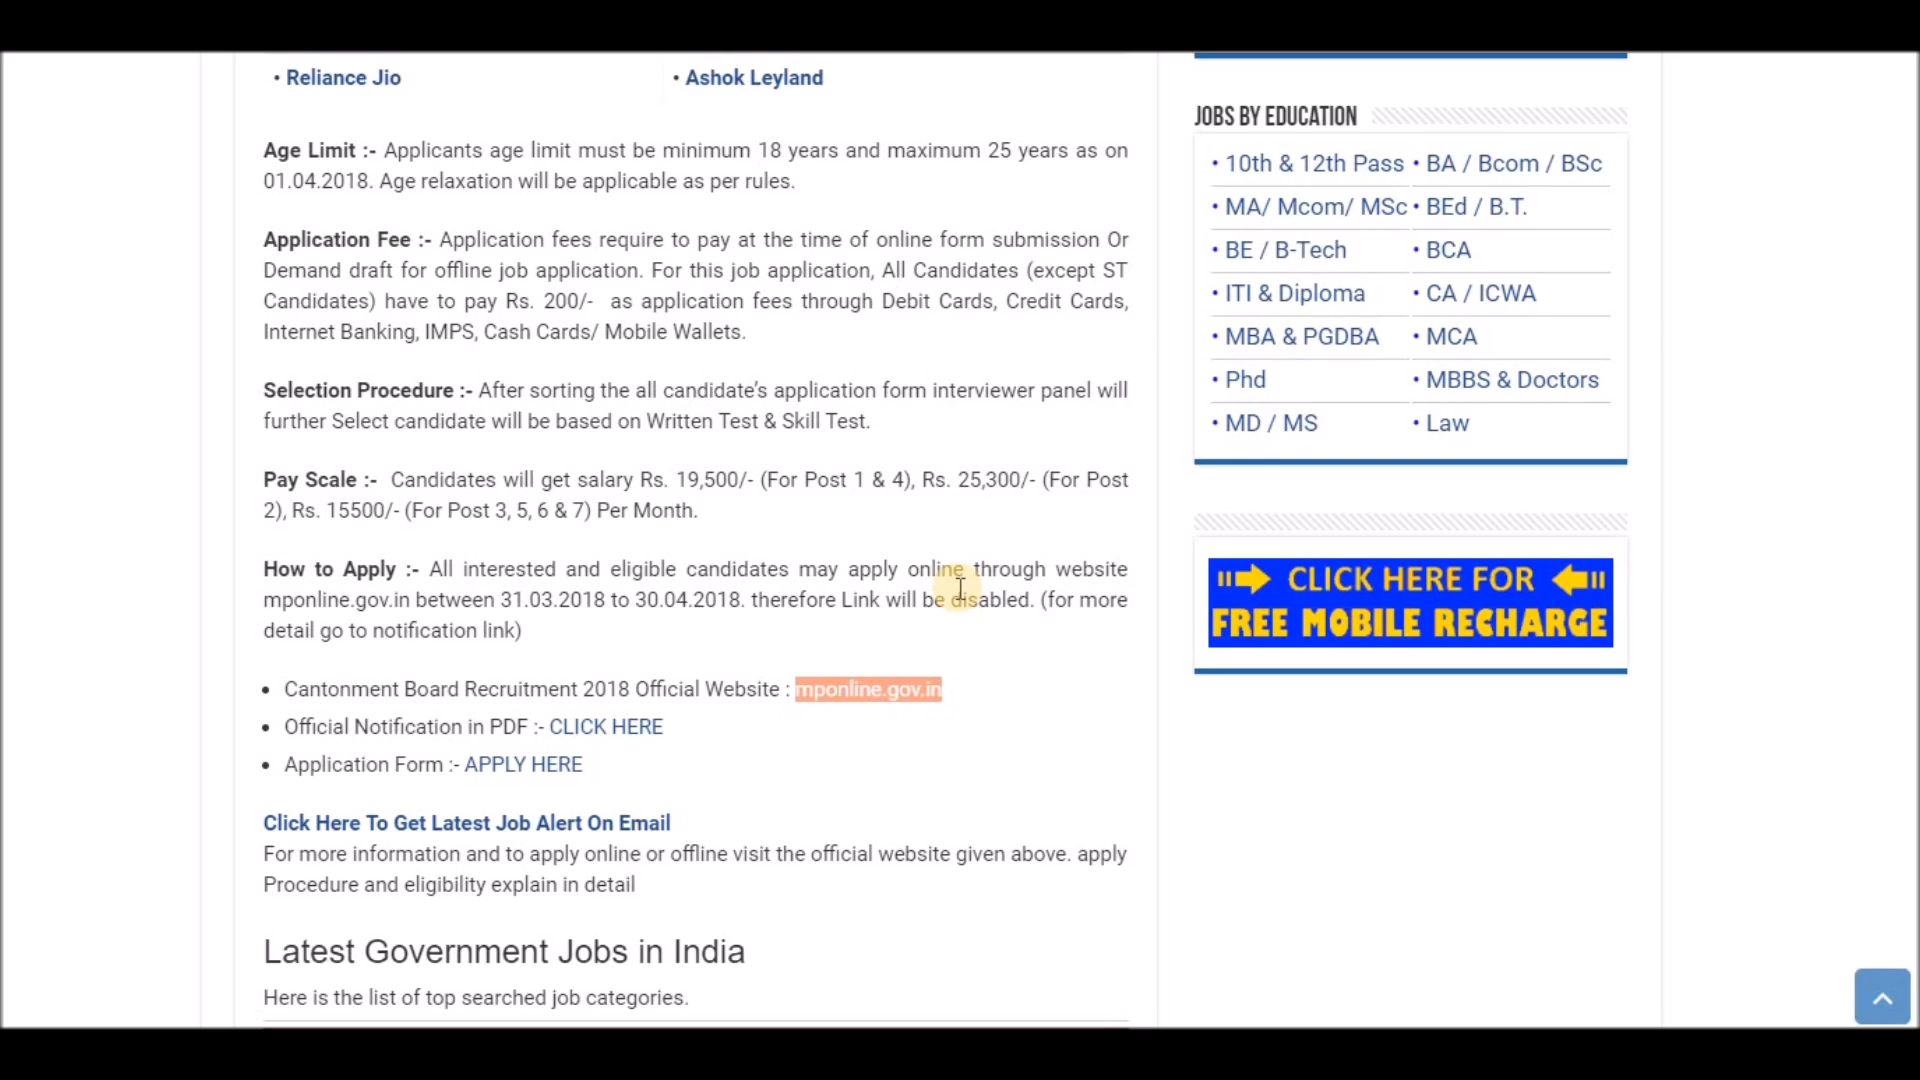 • Reliance Jio
• Ashok Leyland
Age Limit :- Applicants age limit must be minimum 18 years and maximum 25 years as on
01.04.2018. Age relaxation will be applicable as per rules.
Application Fee :- Application fees require to pay at the time of online form submission Or
Demand draft for offline job application. For this job application, All Candidates (except ST
Candidates) have to pay Rs. 200/- as application fees through Debit Cards, Credit Cards,
Internet Banking, IMPS, Cash Cards/ Mobile Wallets.
Selection Procedure :- After sorting the all candidate’s application form interviewer panel will
further Select candidate will be based on Written Test & Skill Test.
Pay Scale :- Candidates will get salary Rs. 19,500/- (For Post 1 & 4), Rs. 25,300/- (For Post
2), Rs. 15500/- (For Post 3, 5, 6 & 7) Per Month.
How to Apply :- All interested and eligible candidates may apply online through website
mponline.gov.in between 31.03.2018 to 30.04.2018. therefore Link will be disabled. (for more
detail go to notification link)
• Cantonment Board Recruitment 2018 Official Website : mponline.gov.in
• Official Notification in PDF :- CLICK HERE
• Application Form :- APPLY HERE
Click Here To Get Latest Job Alert On Email
For more information and to apply online or offline visit the official website given above. apply
Procedure and eligibility explain in detail
Latest Government Jobs in India
Here is the list of top searched job categories.
JOBS BY EDUCATION
• 10th & 12th Pass • BA / Bcom / BSc
• MA/ Mcom/ MSc • BEd / B.T.
• BE / B-Tech • BCA
• ITI & Diploma • CA / ICWA
• MBA & PGDBA • MCA
• Phd • MBBS & Doctors
• MD / MS • Law
CLICK HERE FOR
FREE MOBILE RECHARGE